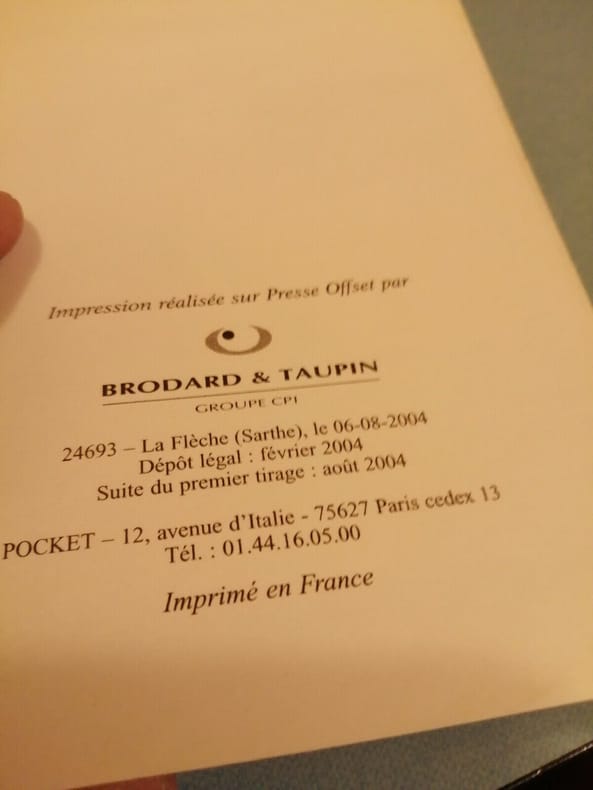 Impression réalisée sur Presse Offset par
BRODARD & TAUPIN
GROUPE CPI
24693 – La Flèche (Sarthe), le 06-08-2004
Dépôt légal : février 2004
Suite du premier tirage : août 2004
POCKET – 12, avenue d'Italie - 75627 Paris cedex 13
Tél. : 01.44.16.05.00
Imprimé en France